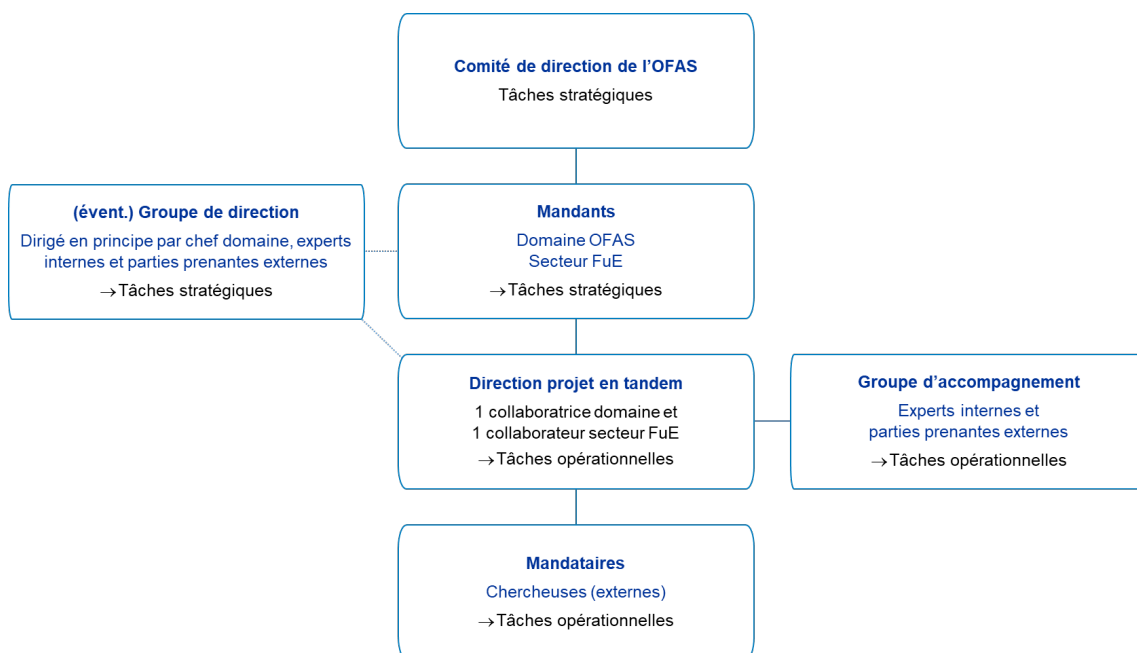 Comité de direction de l’OFAS
Tâches stratégiques
(évent.) Groupe de direction
Dirigé en principe par chef domaine, experts
internes et parties prenantes externes
→Tâches stratégiques
Mandants
Domaine OFAS
Secteur FuE
→Tâches stratégiques
Direction projet en tandem
1 collaboratrice domaine et
1 collaborateur secteur FuE
→Tâches opérationnelles
Groupe d’accompagnement
Experts internes et
parties prenantes externes
→Tâches opérationnelles
Mandataires
Chercheuses (externes)
→Tâches opérationnelles